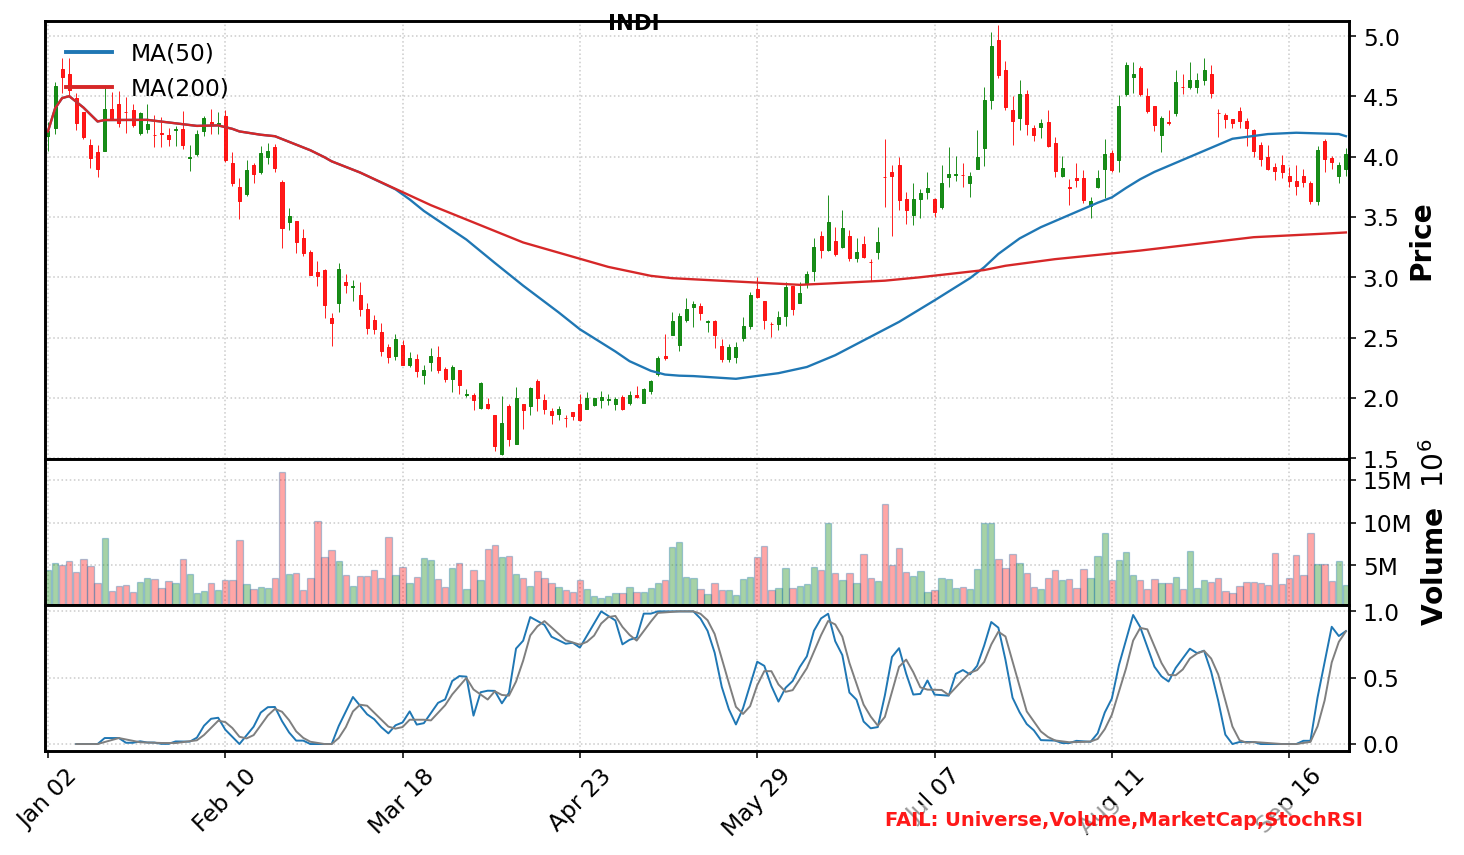 INDI
MA(50)
MA(200)
5.0
4.5
4.0
3.5
3.0
2.5
2.0
1.5
Price
15M
10M
5M
Volume 10^6
1.0
0.5
0.0
Jan 02
Feb 10
Mar 18
Apr 23
May 29
Jul 07
Aug 11
Sep 16
FAIL: Universe,Volume,MarketCap,StochRSI